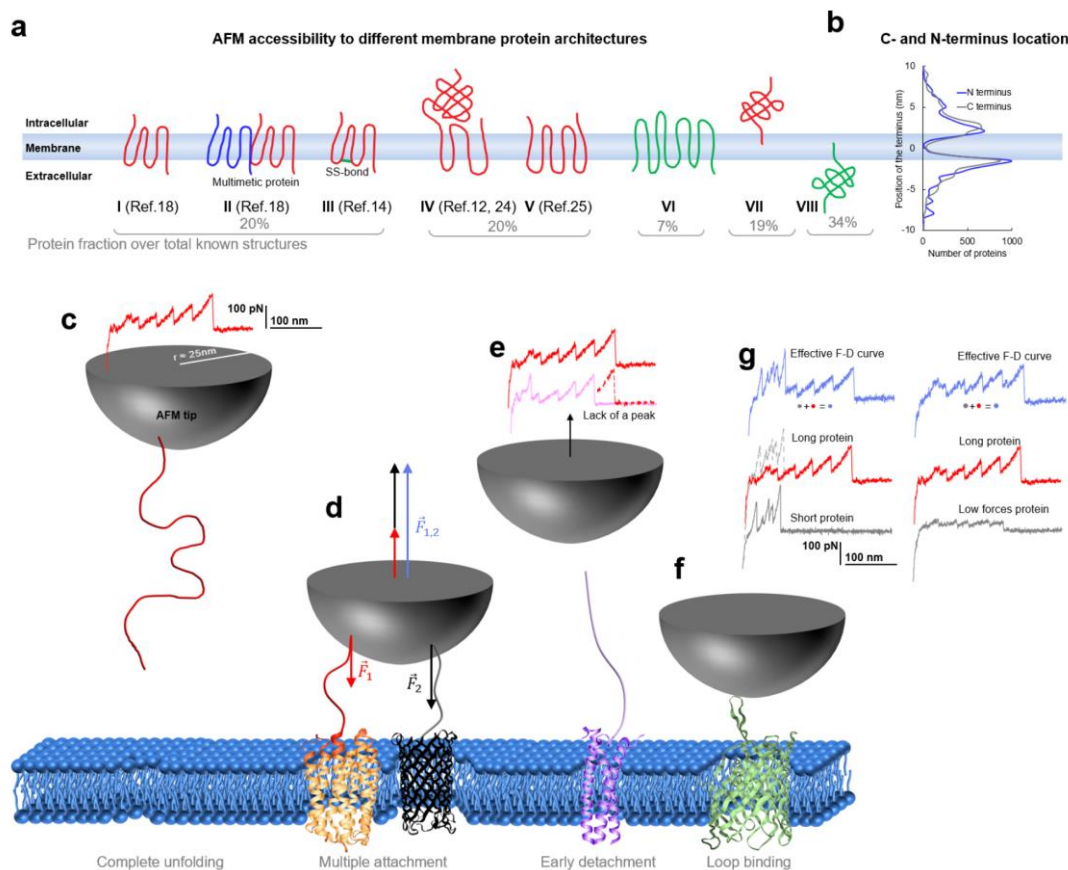 a
AFM accessibility to different membrane protein architectures
Intracellular
Membrane
Extracellular
Multimetic protein
SS-bond
I (Ref.18)
II (Ref.18)
III (Ref.14)
IV (Ref.12, 24)
V (Ref.25)
VI
VII
VIII
20%
20%
7%
19%
34%
Protein fraction over total known structures
b
C- and N-terminus location
Position of the terminus (nm)
10
5
0
-5
-10
N terminus
C terminus
0
500
1000
Number of proteins
c
100 pN
100 nm
r = 25nm
AFM tip
d
F⃗1,2
F⃗1
F⃗2
e
Lack of a peak
f
g
Effective F-D curve
+ =
Long protein
Short protein
100 pN
100 nm
Effective F-D curve
+ =
Long protein
Low forces protein
Complete unfolding
Multiple attachment
Early detachment
Loop binding